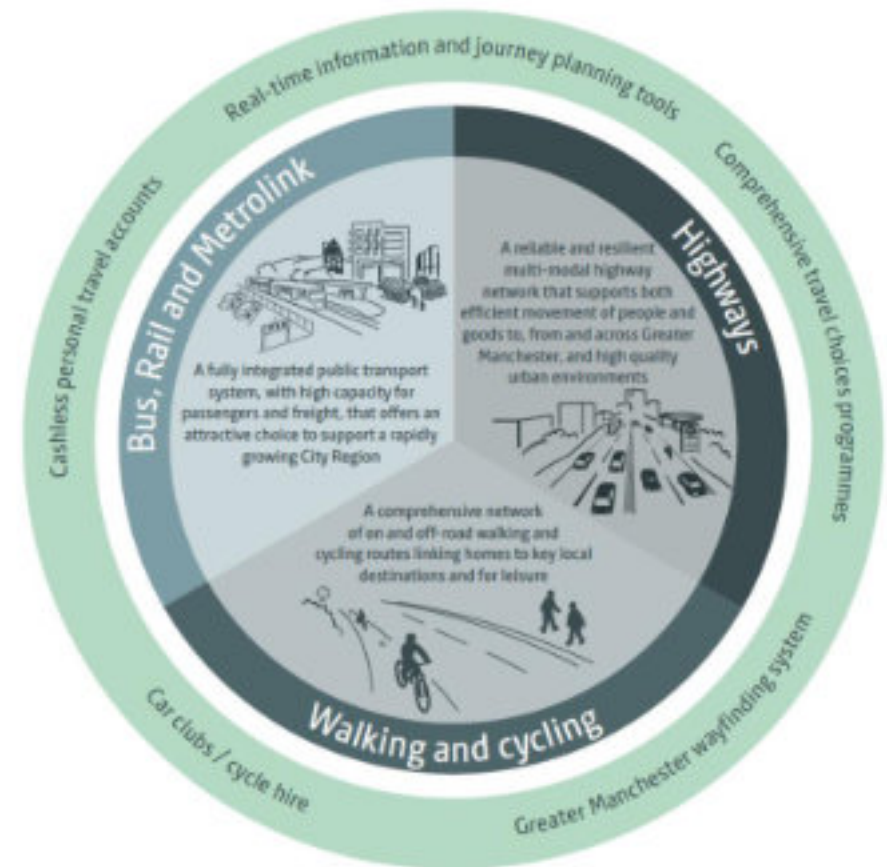 Real-time information and journey planning tools
Comprehensive travel choices programmes
Greater Manchester wayfinding system
Car clubs / cycle hire
Cashless personal travel accounts
Bus, Rail and Metrolink
A fully integrated public transport
system, with high capacity for
passengers and freight, that offers an
attractive choice to support a rapidly
growing City Region
Highways
A reliable and resilient
multi-modal highway
network that supports both
efficient movement of people and
goods to, from and across Greater
Manchester, and high quality
urban environments
Walking and cycling
A comprehensive network
of on and off-road walking and
cycling routes linking homes to key local
destinations and for leisure